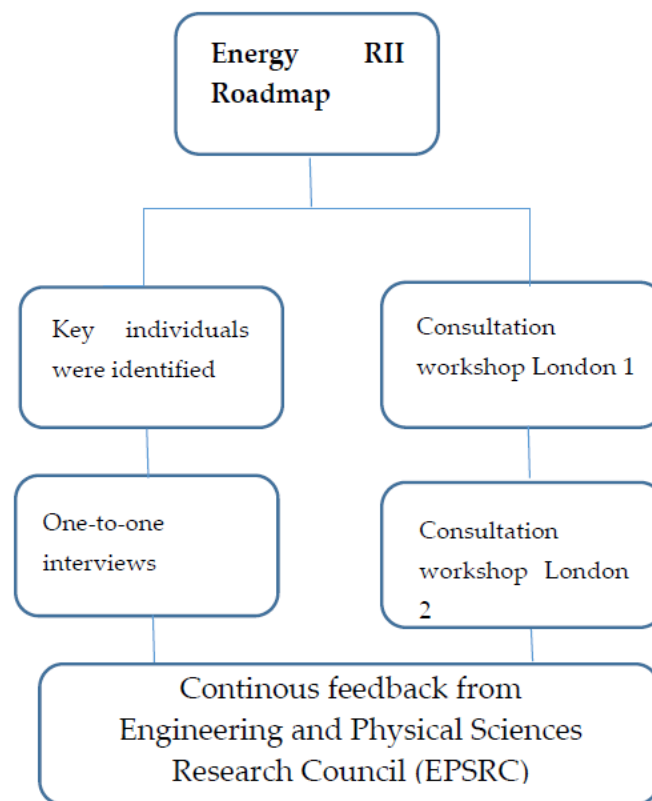 Energy RII
Roadmap
Key individuals
were identified
Consultation
workshop London 1
One-to-one
interviews
Consultation
workshop London
2
Continous feedback from
Engineering and Physical Sciences
Research Council (EPSRC)